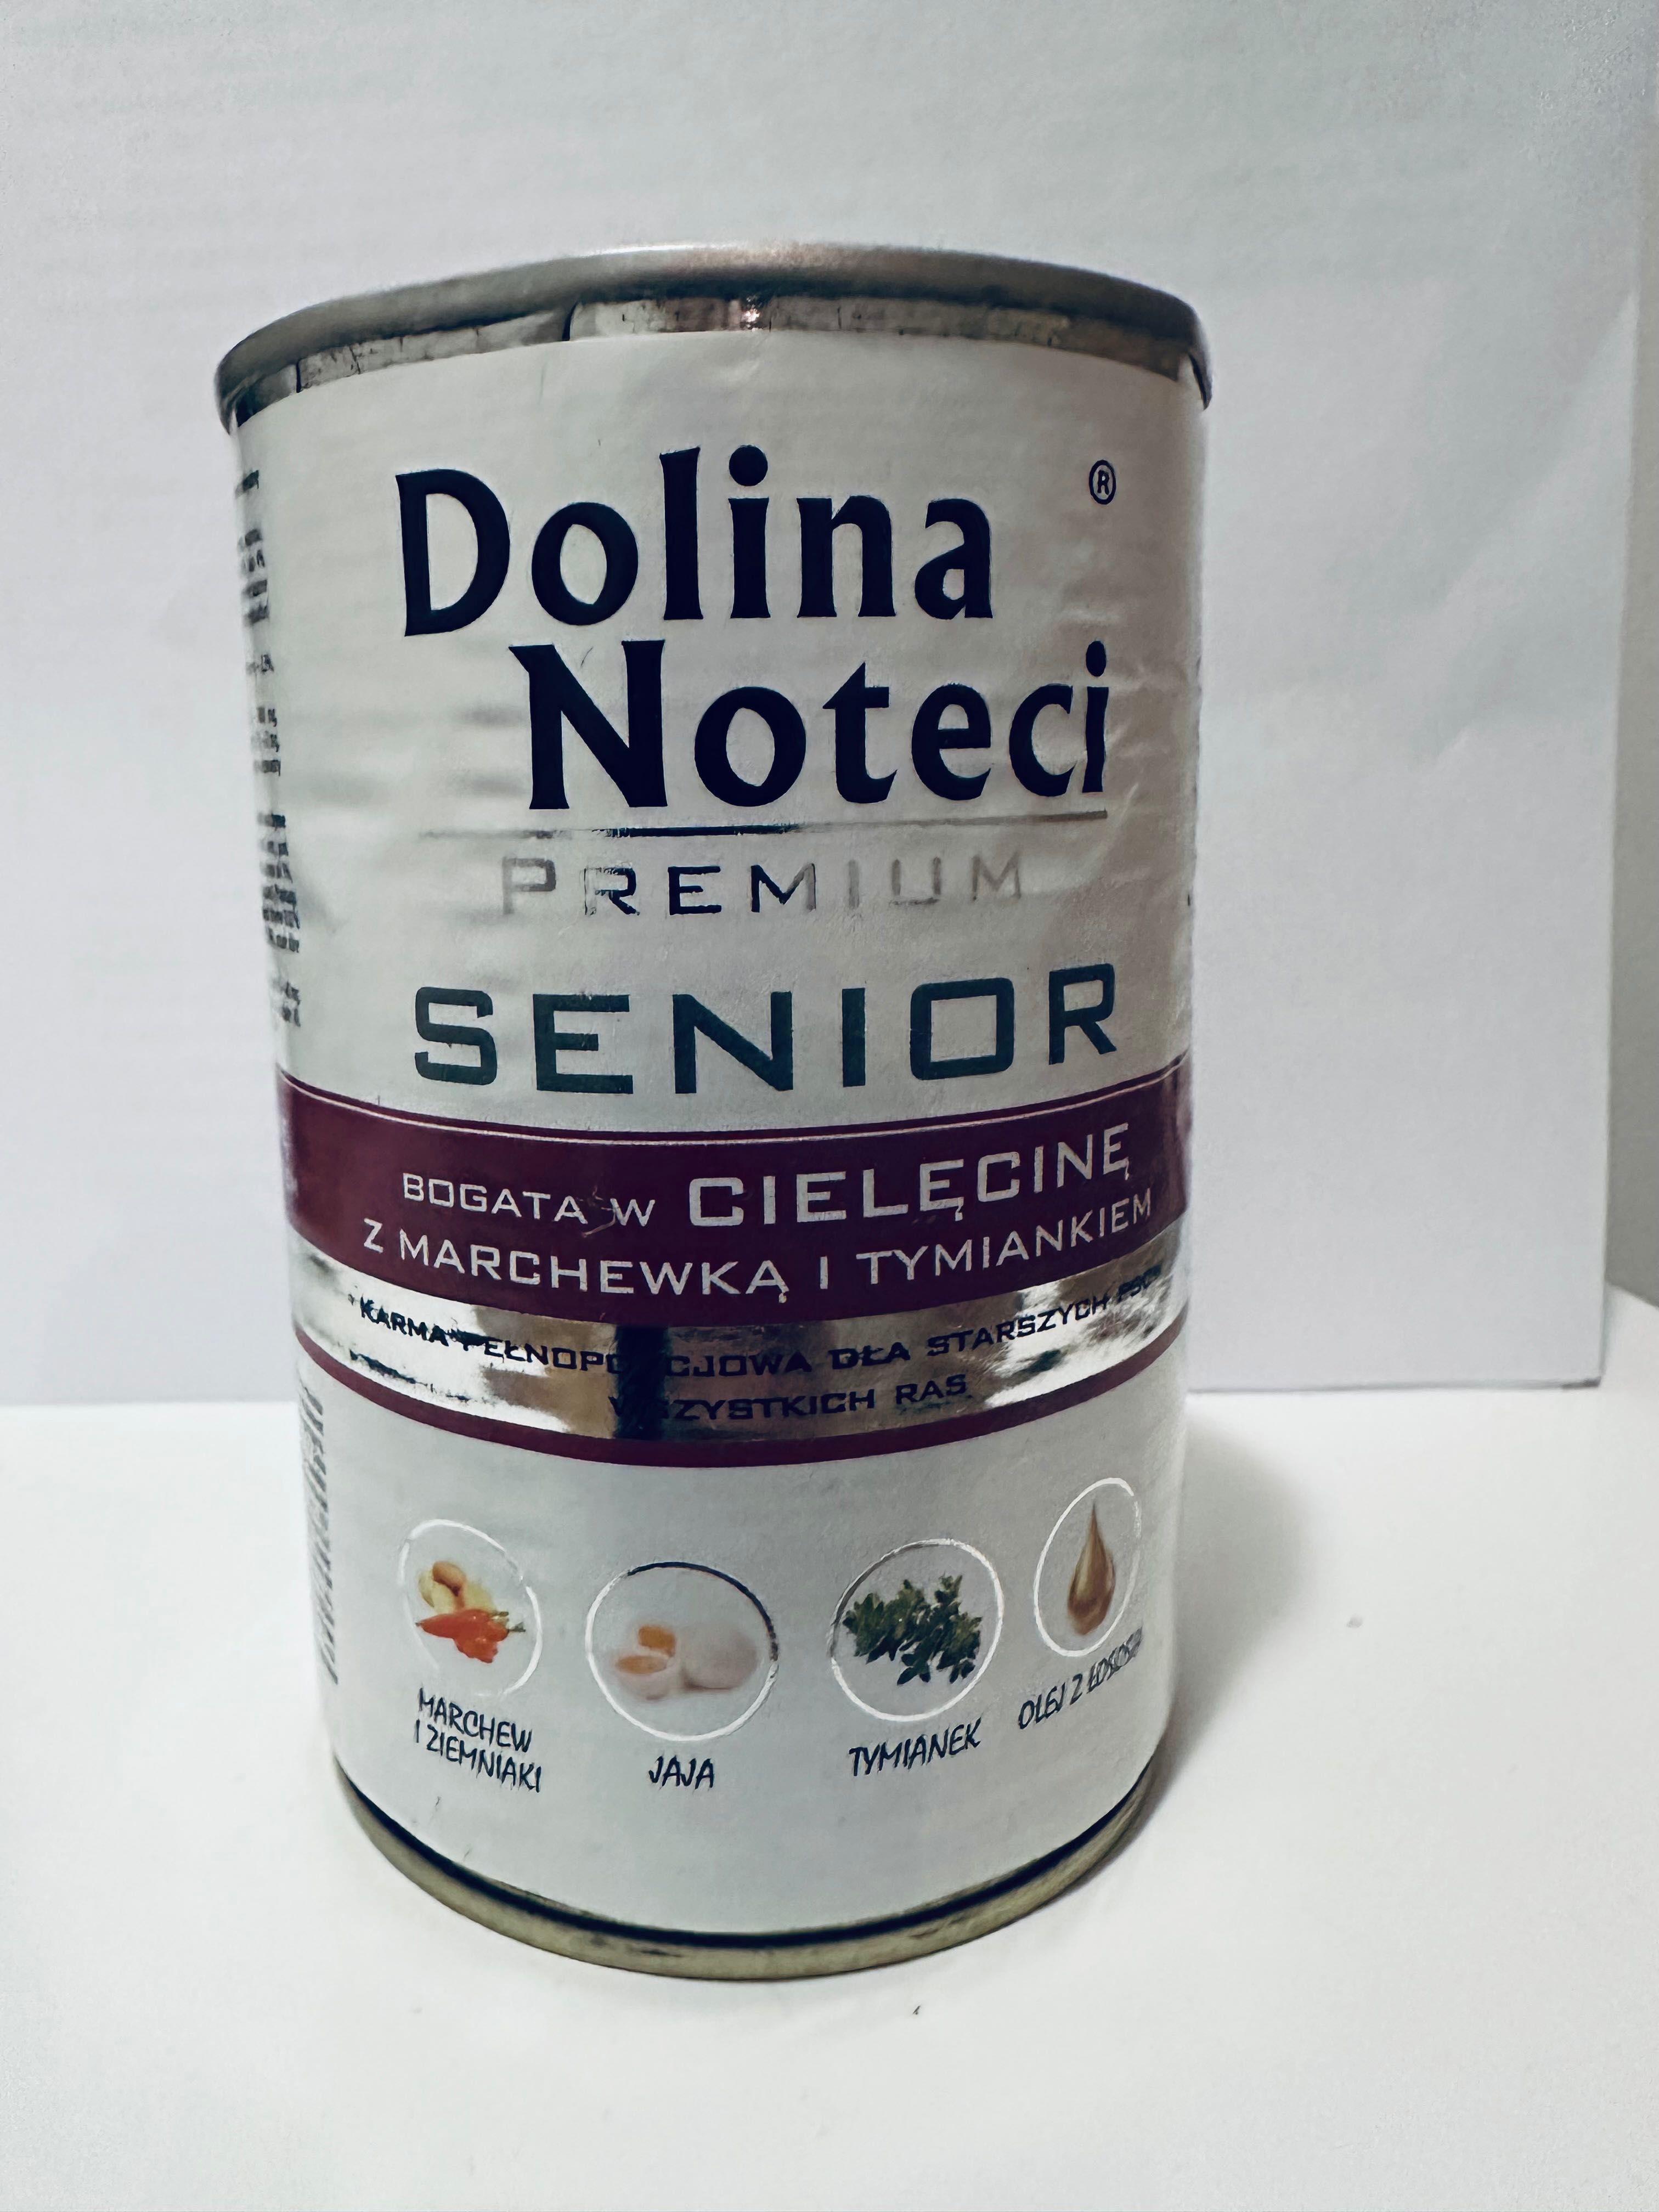 Dolina ®
Noteci
PREMIUM
SENIOR
BOGATA W CIELĘCINĘ
Z MARCHEWKĄ I TYMIANKIEM
KARMA PEŁNOPORCJOWA DLA STARSZYCH PSÓW
WSZYSTKICH RAS
MARCHEW
I ZIEMNIAKI
JAJA
TYMIANEK
OLEJ Z ŁOSOSIA